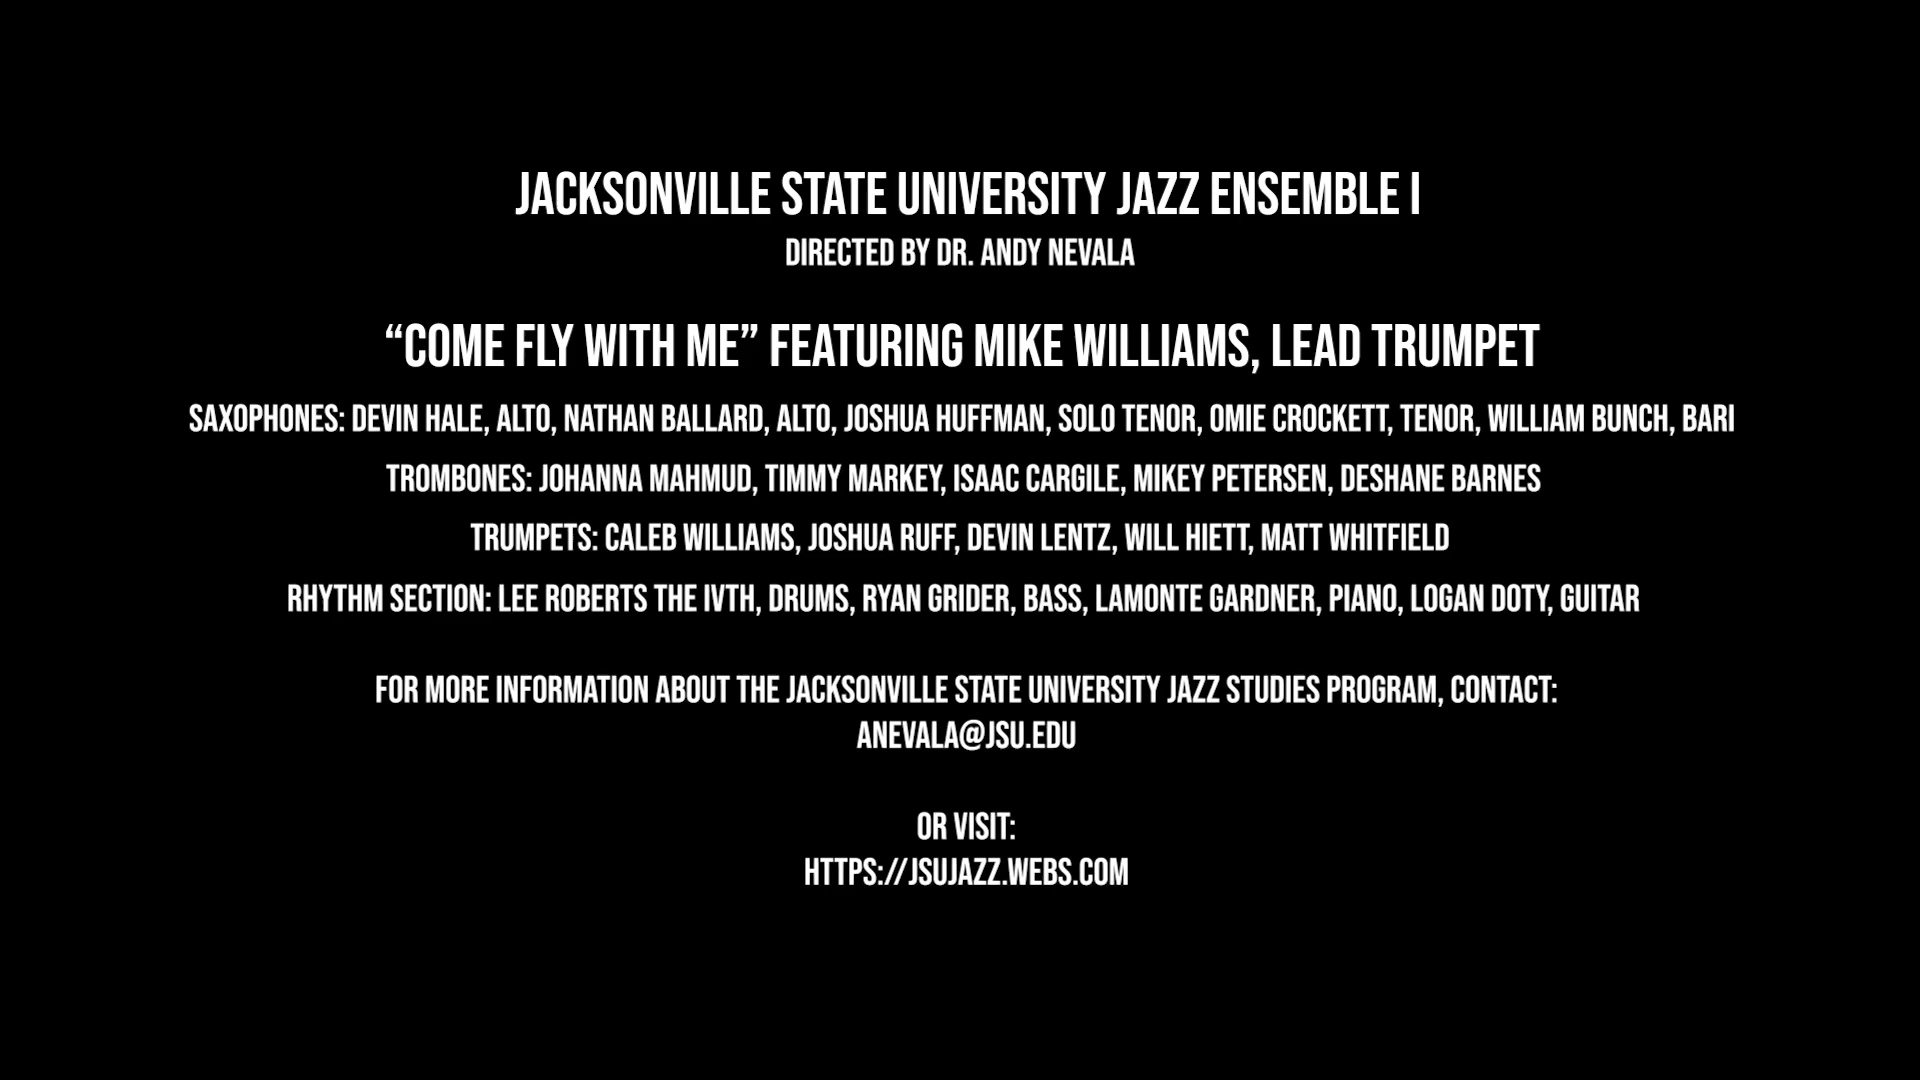 JACKSONVILLE STATE UNIVERSITY JAZZ ENSEMBLE I
DIRECTED BY DR. ANDY NEVALA
“COME FLY WITH ME” FEATURING MIKE WILLIAMS, LEAD TRUMPET
SAXOPHONES: DEVIN HALE, ALTO, NATHAN BALLARD, ALTO, JOSHUA HUFFMAN, SOLO TENOR, OMIE CROCKETT, TENOR, WILLIAM BUNCH, BARI
TROMBONES: JOHANNA MAHMUD, TIMMY MARKEY, ISAAC CARGILE, MIKEY PETERSEN, DESHANE BARNES
TRUMPETS: CALEB WILLIAMS, JOSHUA RUFF, DEVIN LENTZ, WILL HIETT, MATT WHITFIELD
RHYTHM SECTION: LEE ROBERTS THE IVTH, DRUMS, RYAN GRIDER, BASS, LAMONTE GARDNER, PIANO, LOGAN DOTY, GUITAR
FOR MORE INFORMATION ABOUT THE JACKSONVILLE STATE UNIVERSITY JAZZ STUDIES PROGRAM, CONTACT:
ANEVALA@JSU.EDU
OR VISIT:
HTTPS://JSUJAZZ.WEBS.COM